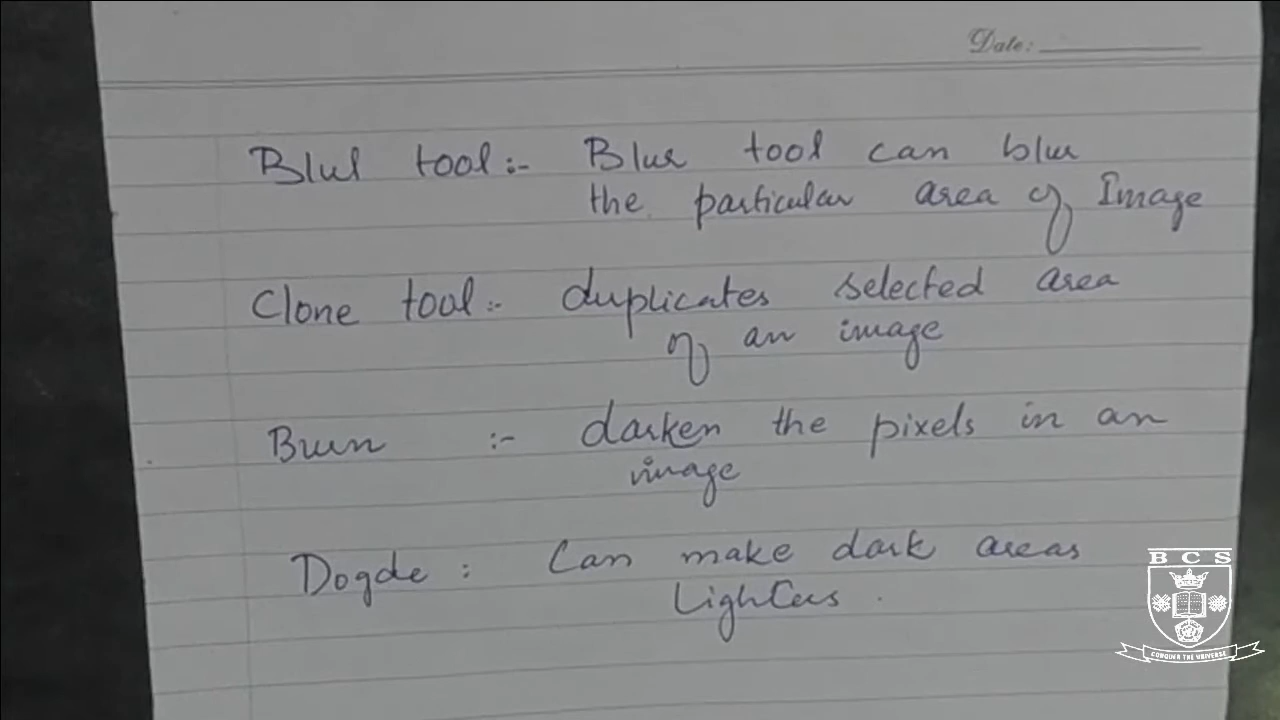 Date:
Blur tool:- Blur tool can blur
the particular area of Image
Clone tool:- duplicates selected area
of an image
Burn :- darken the pixels in an
image
Dogde : Can make dark areas
Lighter.
BCS
CONQUER THE UNIVERSE